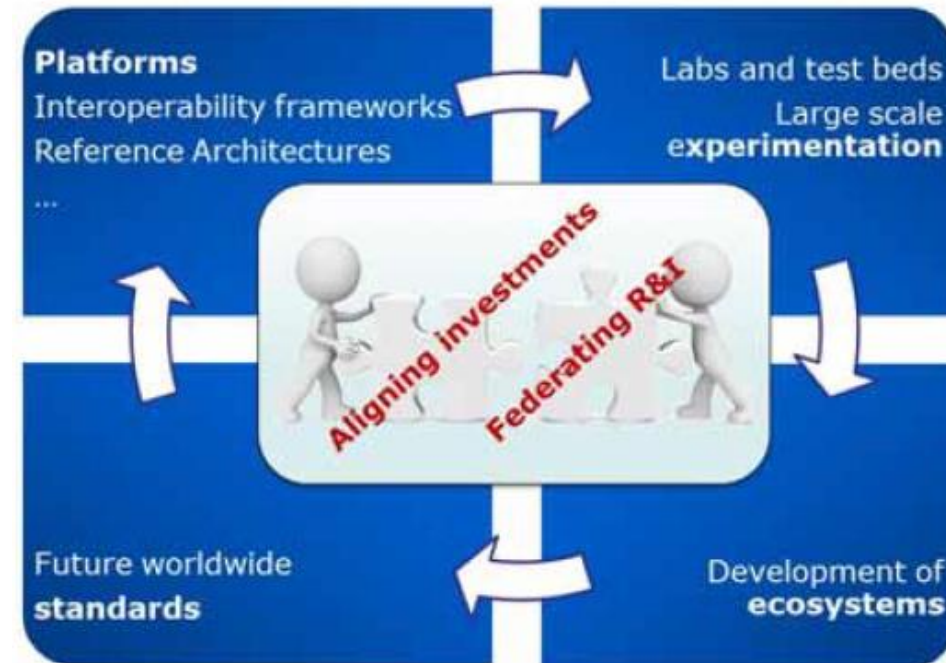 Platforms
Interoperability frameworks
Reference Architectures
...
Labs and test beds
Large scale
experimentation
Aligning investments
Federating R&I
Future worldwide
standards
Development of
ecosystems